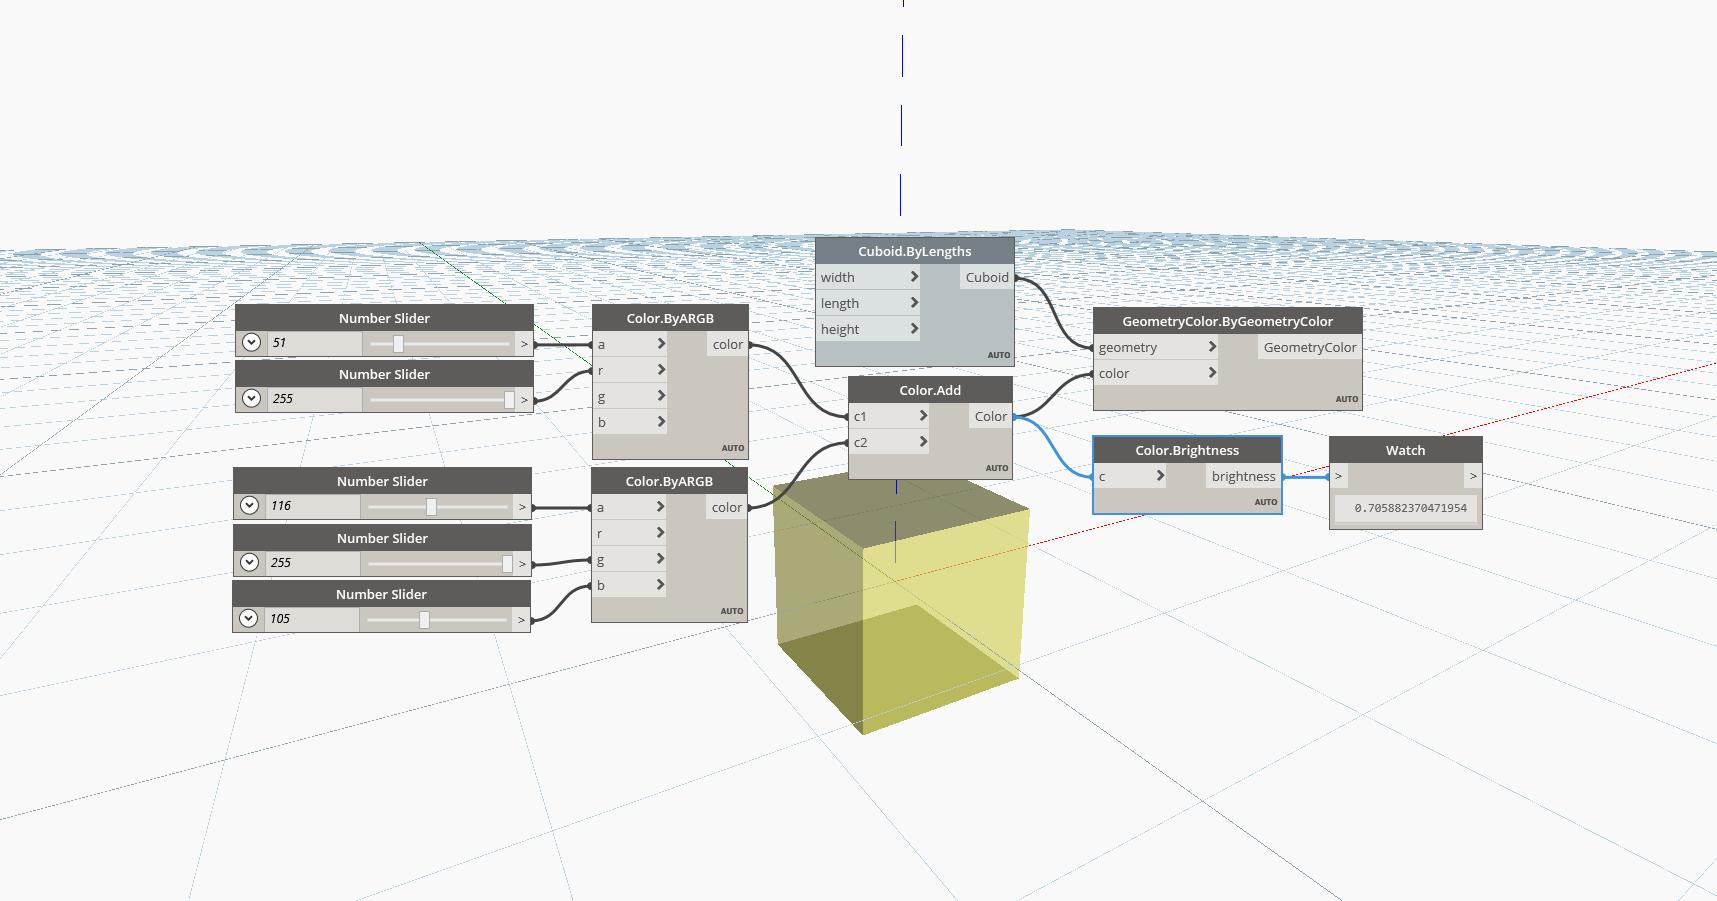 Cuboid.ByLengths
width > Cuboid
length >
height >
AUTO
Number Slider
51 >
Number Slider
255 >
Color.ByARGB
a > color
r >
g >
b >
AUTO
GeometryColor.ByGeometryColor
geometry > GeometryColor
color >
AUTO
Color.Add
c1 > Color
c2 >
AUTO
Color.Brightness
c > brightness
AUTO
Watch
> >
0.705882370471954
Number Slider
116 >
Number Slider
255 >
Number Slider
105 >
Color.ByARGB
a > color
r >
g >
b >
AUTO